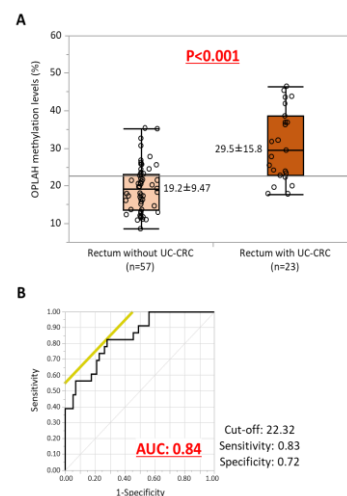 A
60
50
40
30
20
10
OPLAH methylation levels (%)
P<0.001
19.2±9.47
29.5±15.8
Rectum without UC-CRC
(n=57)
Rectum with UC-CRC
(n=23)
B
1.00
0.90
0.80
0.70
0.60
0.50
0.40
0.30
0.20
0.10
0.00
Sensitivity
AUC: 0.84
0.00 0.20 0.40 0.60 0.80 1.00
1-Specificity
Cut-off: 22.32
Sensitivity: 0.83
Specificity: 0.72